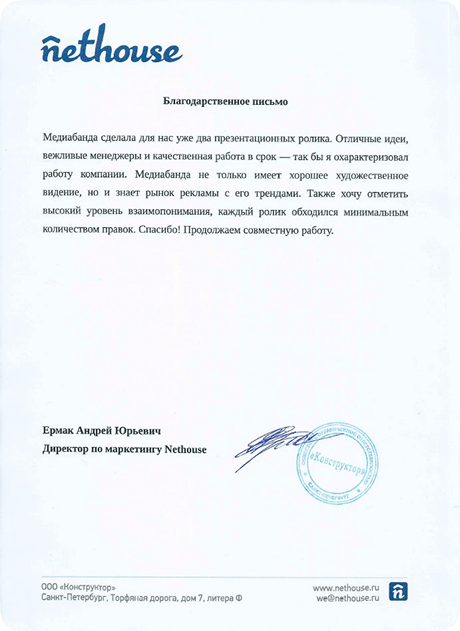 nethouse
Благодарственное письмо
Медиабанда сделала для нас уже два презентационных ролика. Отличные идеи,
вежливые менеджеры и качественная работа в срок — так бы я охарактеризовал
работу компании. Медиабанда не только имеет хорошее художественное
видение, но и знает рынок рекламы с его трендами. Также хочу отметить
высокий уровень взаимопонимания, каждый ролик обходился минимальным
количеством правок. Спасибо! Продолжаем совместную работу.
Ермак Андрей Юрьевич
Директор по маркетингу Nethouse
«Конструктор»
Санкт-Петербург
ООО «Конструктор»
Санкт-Петербург, Торфяная дорога, дом 7, литера Ф
www.nethouse.ru
we@nethouse.ru